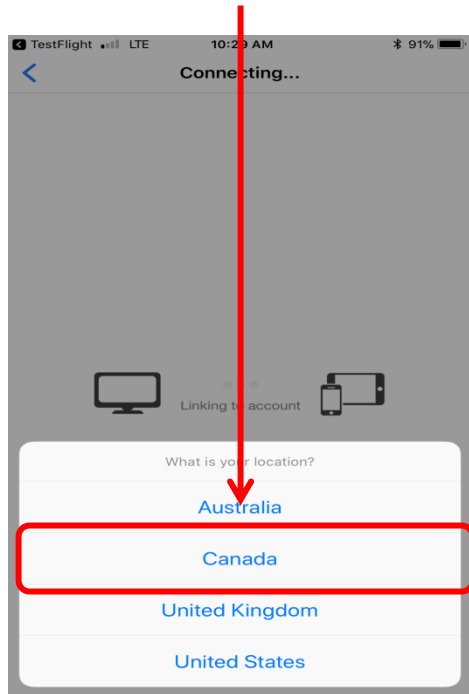 TestFlight LTE 10:29 AM 91%
Connecting...
Linking to account
What is your location?
Australia
Canada
United Kingdom
United States